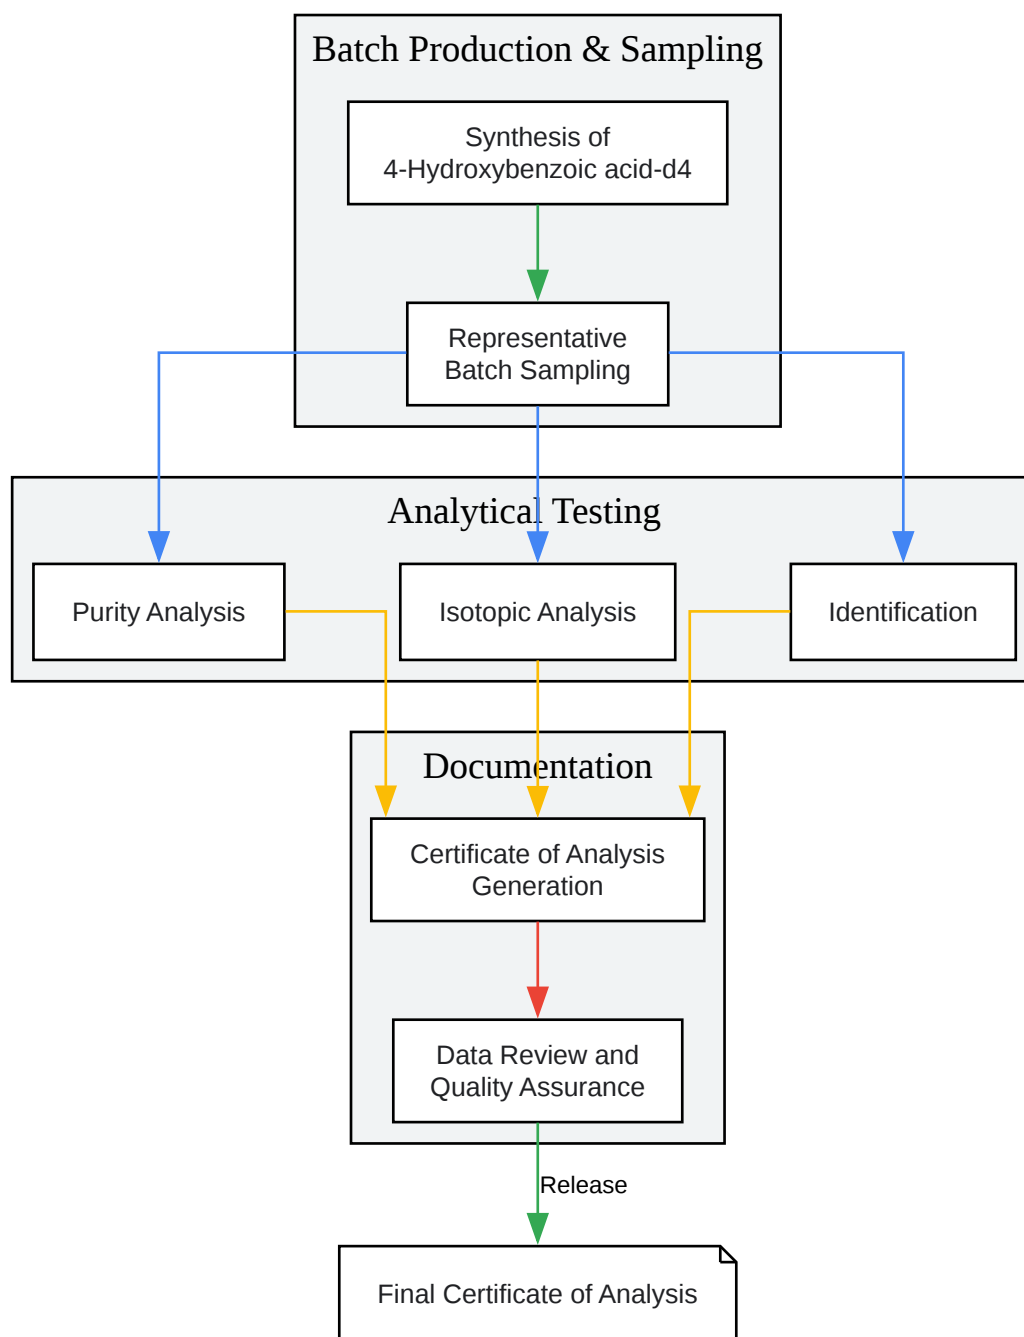 Batch Production & Sampling
Synthesis of
4-Hydroxybenzoic acid-d4
Representative
Batch Sampling
Analytical Testing
Purity Analysis
Isotopic Analysis
Identification
Documentation
Certificate of Analysis
Generation
Data Review and
Quality Assurance
Release
Final Certificate of Analysis